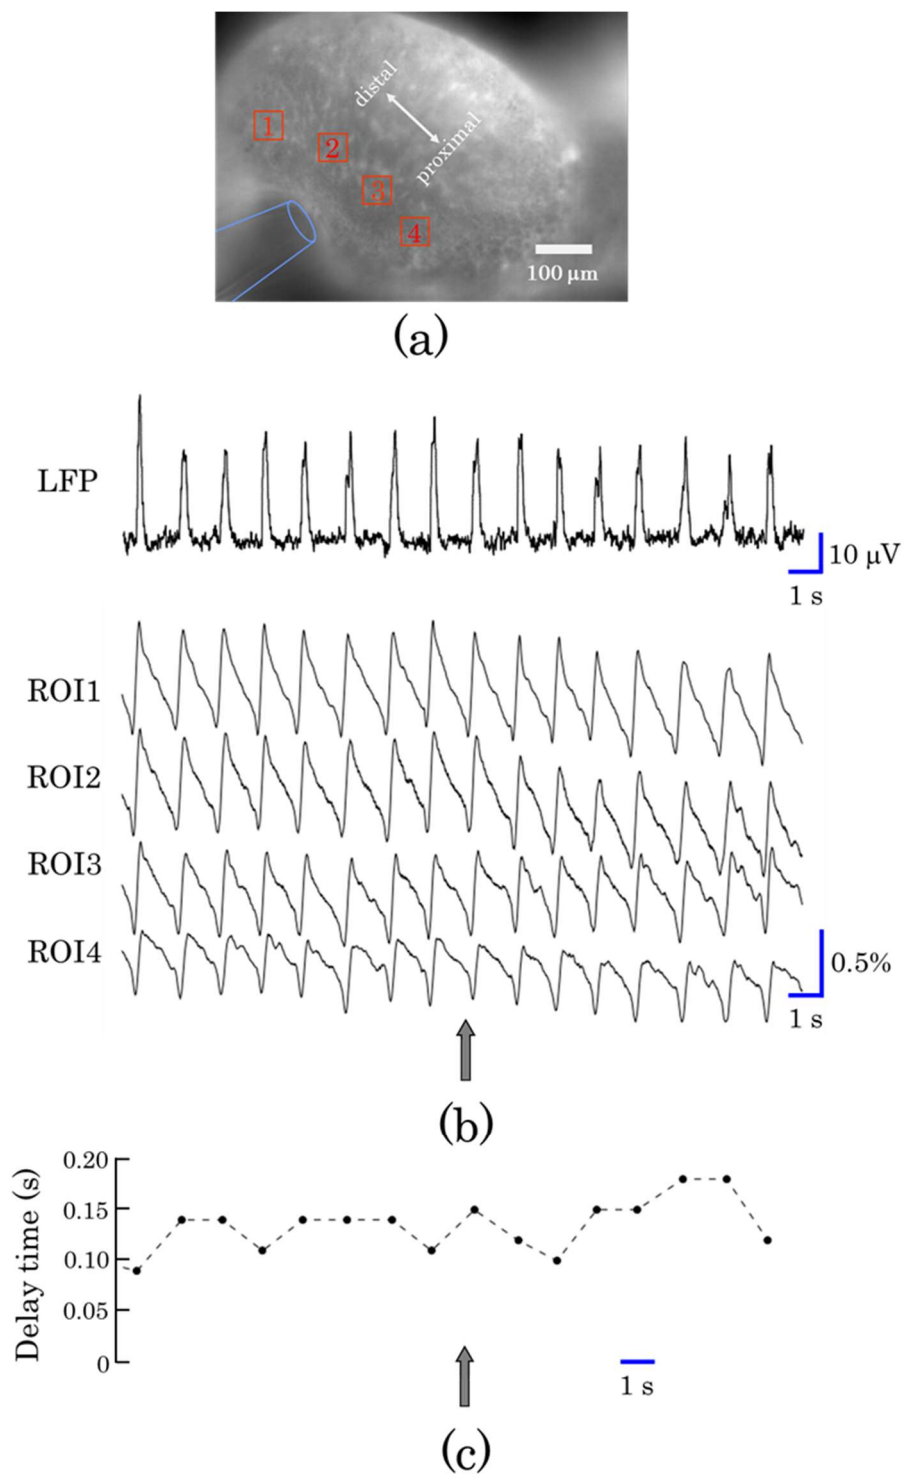 distal
proximal
1
2
3
4
100 μm
(a)
LFP
10 μV
1 s
ROI1
ROI2
ROI3
ROI4
0.5%
1 s
(b)
Delay time (s)
0.20
0.15
0.10
0.05
0
1 s
(c)